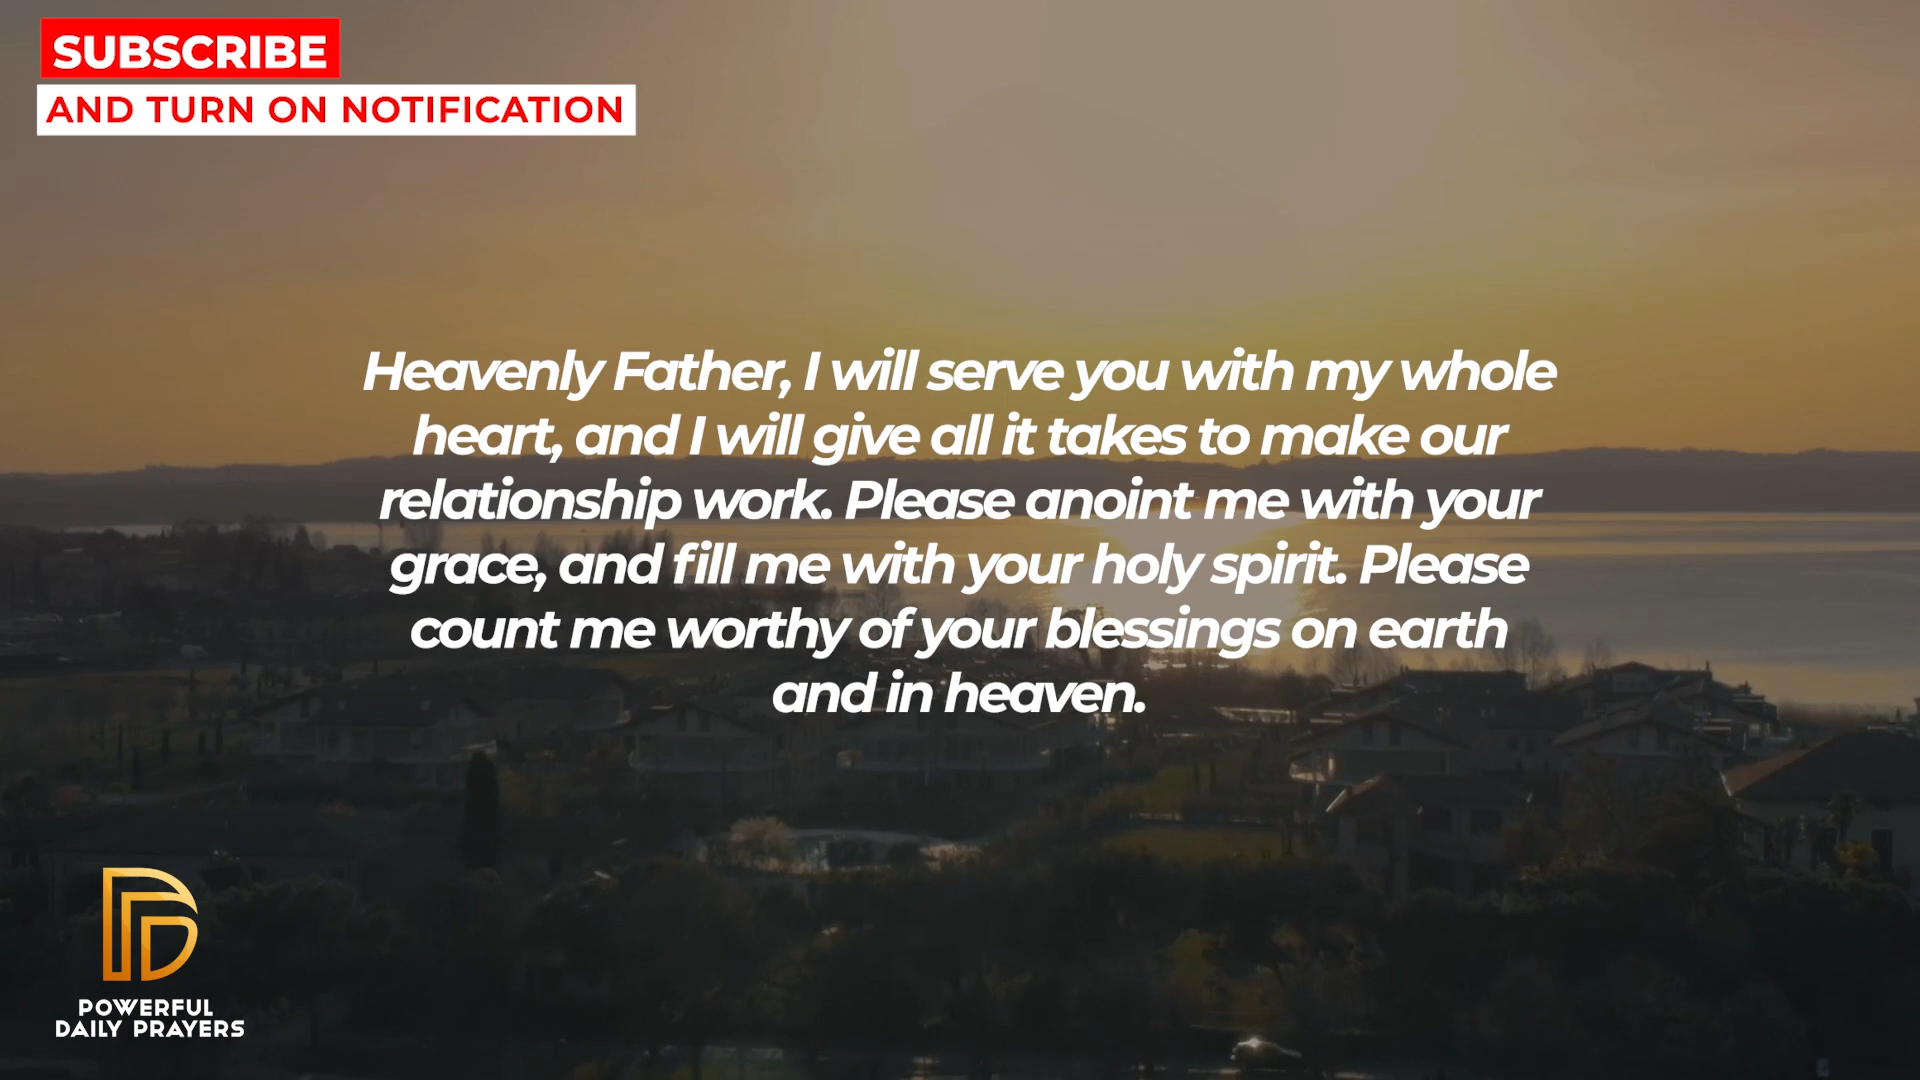 SUBSCRIBE
AND TURN ON NOTIFICATION
Heavenly Father, I will serve you with my whole
heart, and I will give all it takes to make our
relationship work. Please anoint me with your
grace, and fill me with your holy spirit. Please
count me worthy of your blessings on earth
and in heaven.
POWERFUL
DAILY PRAYERS